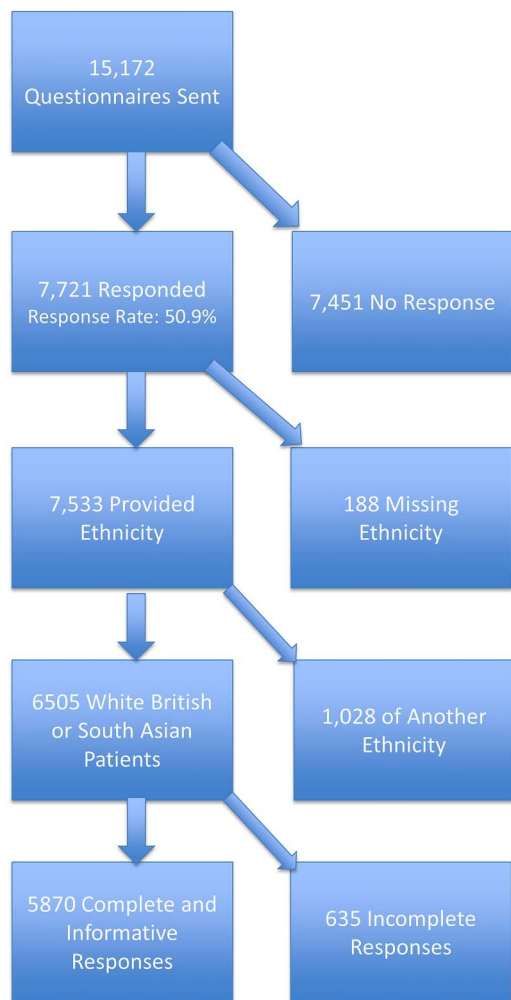 15,172
Questionnaires Sent
7,721 Responded
Response Rate: 50.9%
7,451 No Response
7,533 Provided
Ethnicity
188 Missing
Ethnicity
6505 White British
or South Asian
Patients
1,028 of Another
Ethnicity
5870 Complete and
Informative
Responses
635 Incomplete
Responses